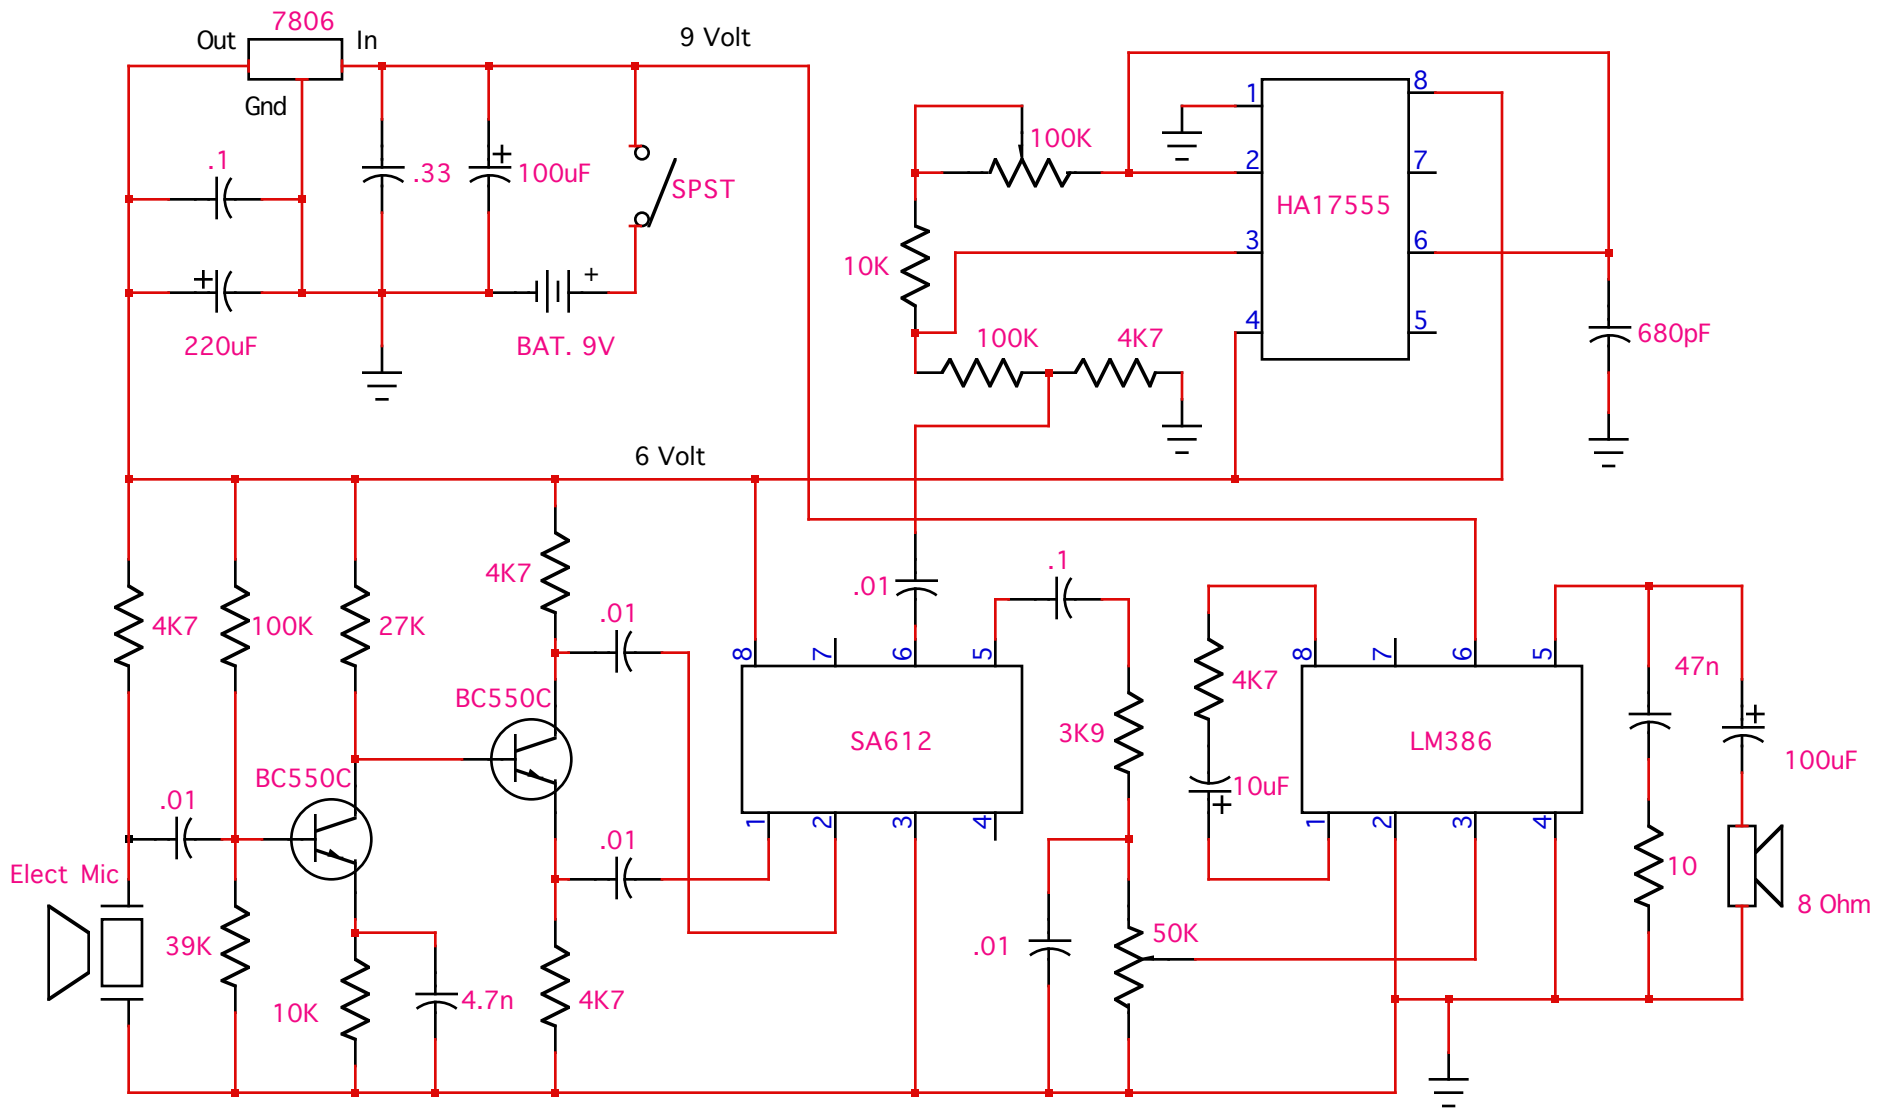 7806
Out
In
9 Volt
Gnd
.1
.33
100uF
SPST
220uF
BAT. 9V
1
8
100K
2
7
HA17555
10K
3
6
100K
4K7
4
5
680pF
6 Volt
4K7
100K
27K
4K7
.01
.01
.1
8
7
6
5
8
7
6
5
4K7
47n
BC550C
SA612
3K9
LM386
BC550C
10uF
100uF
.01
.01
1
2
3
4
1
2
3
4
Elect Mic
10
8 Ohm
39K
.01
50K
10K
4.7n
4K7